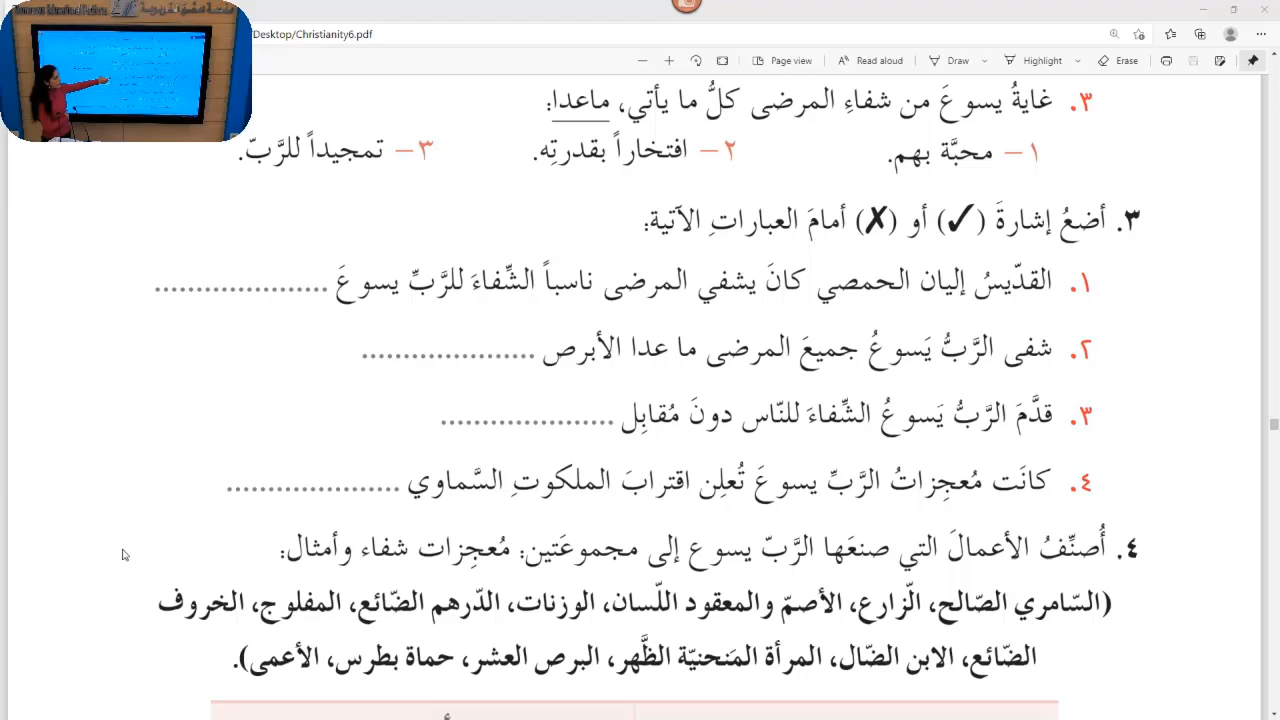 /Desktop/Christianity6.pdf
Page view
Read aloud
Draw
Highlight
Erase
٣. غايةُ يسوعَ من شفاءِ المرضى كلُّ ما يأتي، ماعدا:
١- محبَّة بهم. ٢- افتخاراً بقدرتِه. ٣- تمجيداً للرَّبّ.
٣. أضعُ إشارةَ (✓) أو (✗) أمامَ العباراتِ الآتية:
١. القدّيسُ إليان الحمصي كانَ يشفي المرضى ناسباً الشِّفاءَ للرَّبِّ يسوعَ .....................
٢. شفى الرَّبُّ يَسوعُ جميعَ المرضى ما عدا الأبرص .....................
٣. قدَّمَ الرَّبُّ يَسوعُ الشِّفاءَ للنّاس دونَ مُقابِل .....................
٤. كانَت مُعجِزاتُ الرَّبِّ يسوعَ تُعلِن اقترابَ الملكوتِ السَّماوي .....................
٤. أُصنِّفُ الأعمالَ التي صنعَها الرَّبّ يسوع إلى مجموعَتين: مُعجِزات شفاء وأمثال:
(السّامري الصّالح، الزّارع، الأصمّ والمعقود اللّسان، الوزنات، الدّرهم الضّائع، المفلوج، الخروف
الضّائع، الابن الضّال، المرأة المَنحنيّة الظَّهر، البرص العشر، حماة بطرس، الأعمى).